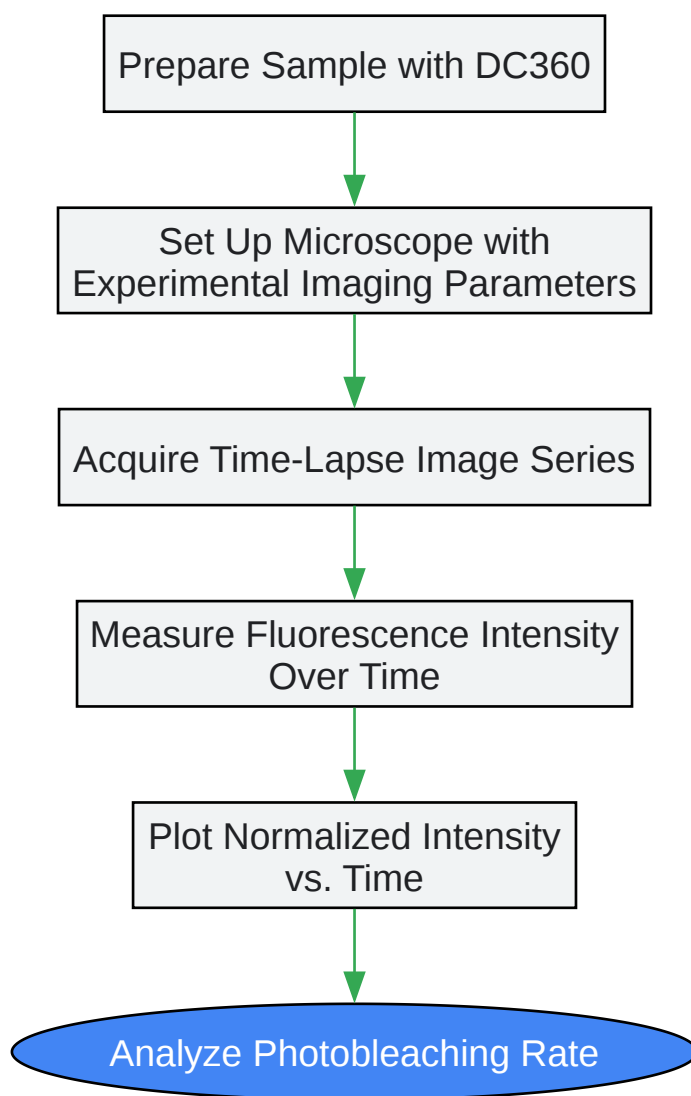 Prepare Sample with DC360
Set Up Microscope with
Experimental Imaging Parameters
Acquire Time-Lapse Image Series
Measure Fluorescence Intensity
Over Time
Plot Normalized Intensity
vs. Time
Analyze Photobleaching Rate